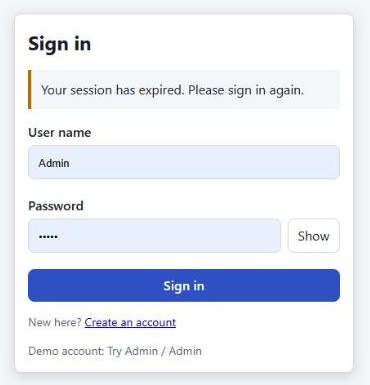 Sign in
Your session has expired. Please sign in again.
User name
Admin
Password
•••••
Show
Sign in
New here? Create an account
Demo account: Try Admin / Admin